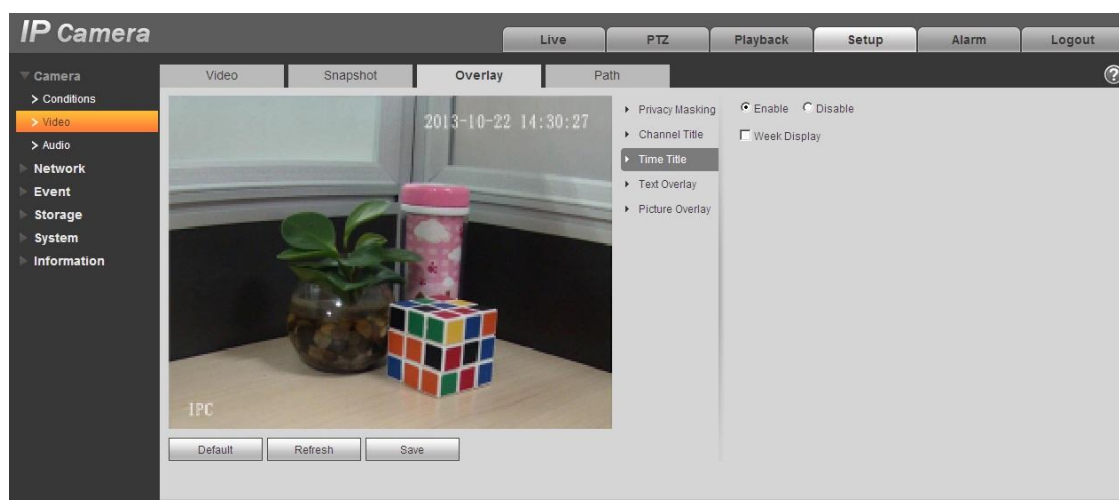 IP Camera
Live PTZ Playback Setup Alarm Logout
Camera
Conditions
Video
Audio
Network
Event
Storage
System
Information
Video Snapshot Overlay Path
?
2013-10-22 14:30:27
IPC
Privacy Masking
Channel Title
Time Title
Text Overlay
Picture Overlay
Enable Disable
Week Display
Default Refresh Save